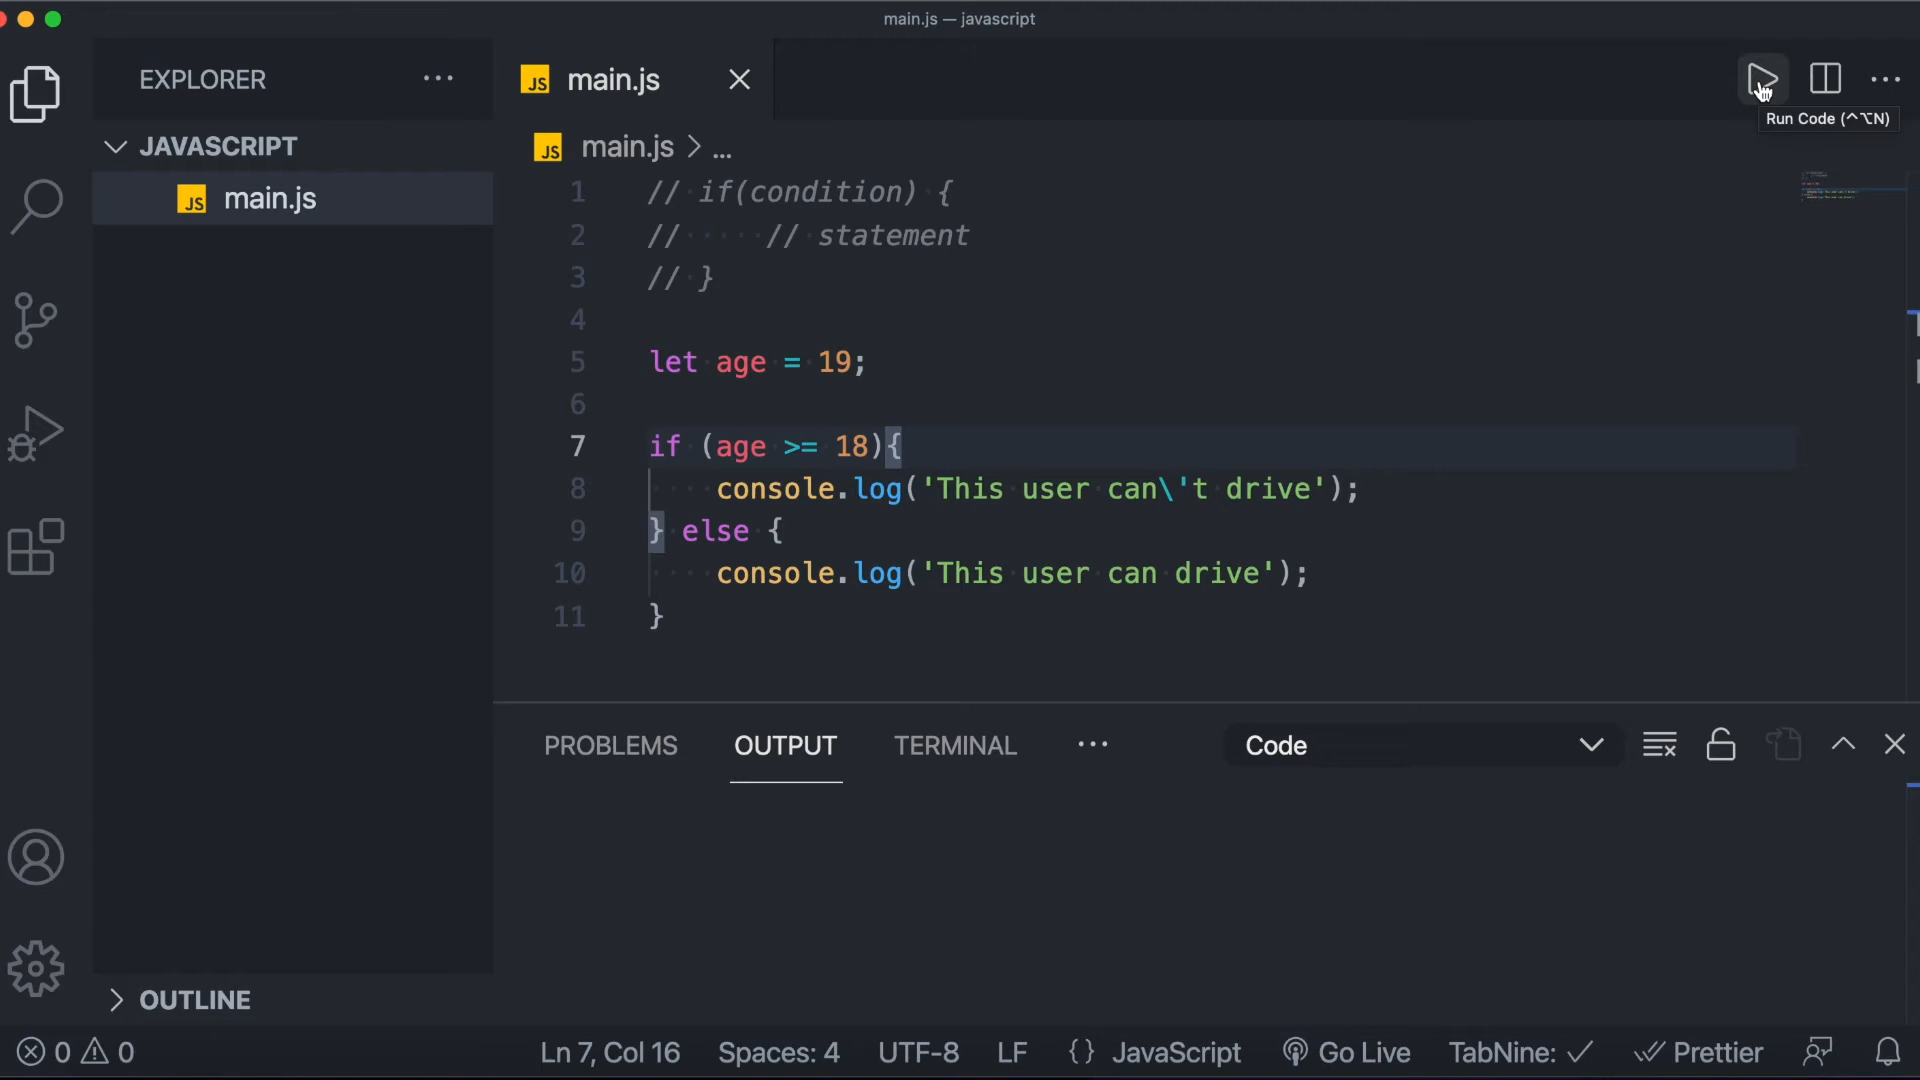 main.js — javascript
EXPLORER ...
JS main.js
Run Code (^⌥N)
JAVASCRIPT
JS main.js > ...
JS main.js
1 // if(condition) {
2 //     // statement
3 // }
4
5 let age = 19;
6
7 if (age >= 18){
8     console.log('This user can\'t drive');
9 } else {
10     console.log('This user can drive');
11 }
PROBLEMS OUTPUT TERMINAL ... Code
OUTLINE
0 0 Ln 7, Col 16 Spaces: 4 UTF-8 LF {} JavaScript Go Live TabNine: ✓ Prettier